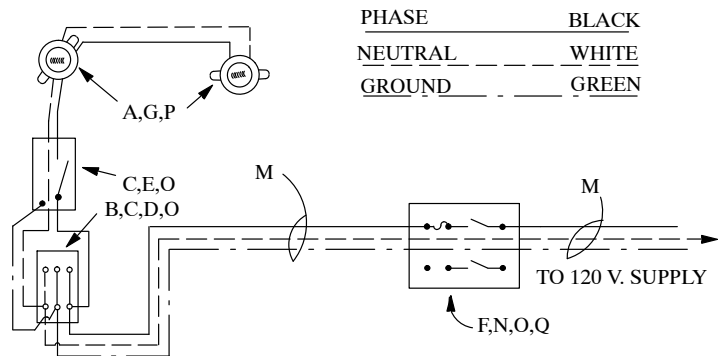 PHASE BLACK
NEUTRAL WHITE
GROUND GREEN
A,G,P
C,E,O
B,C,D,O
M
M
TO 120 V. SUPPLY
F,N,O,Q